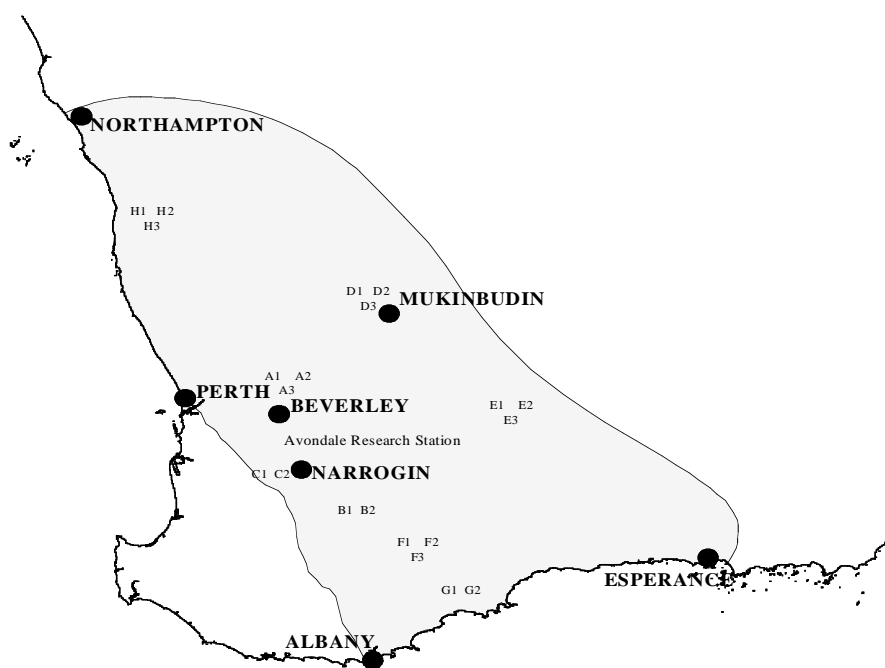 NORTHAMPTON
H1 H2
H3
D1 D2
D3
MUKINBUDIN
A1 A2
A3
PERTH
BEVERLEY
E1 E2
E3
Avondale Research Station
C1 C2
NARROGIN
B1 B2
F1 F2
F3
ESPERANCE
G1 G2
ALBANY